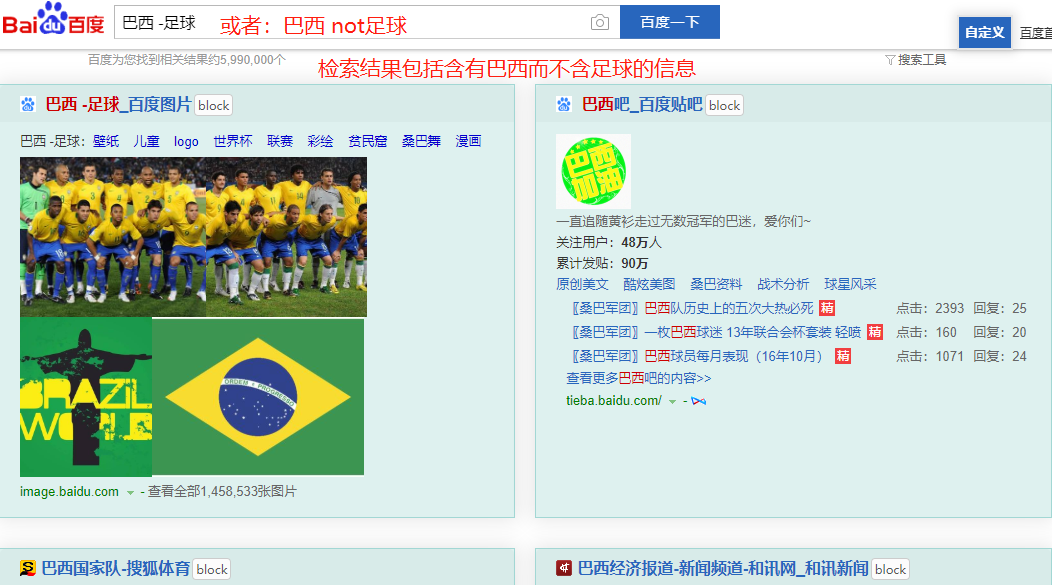 Bai du 百度
巴西 -足球 或者：巴西 not足球
百度一下
自定义
百度首
百度为您找到相关结果约5,990,000个
检索结果包括含有巴西而不含足球的信息
搜索工具
巴西 -足球_百度图片 block
巴西 -足球: 壁纸 儿童 logo 世界杯 联赛 彩绘 贫民窟 桑巴舞 漫画
BRAZIL
WORLD
ORDEM E PROGRESSO
image.baidu.com - 查看全部1,458,533张图片
巴西吧_百度贴吧 block
一直追随黄衫走过无数冠军的巴迷，爱你们~
关注用户：48万人
累计发贴：90万
原创美文 酷炫美图 桑巴资料 战术分析 球星风采
〖桑巴军团〗巴西队历史上的五次大热必死 精 点击：2393 回复：25
〖桑巴军团〗一枚巴西球迷 13年联合会杯套装 轻喷 精 点击：160 回复：20
〖桑巴军团〗巴西球员每月表现（16年10月） 精 点击：1071 回复：24
查看更多巴西吧的内容>>
tieba.baidu.com/ -
巴西国家队-搜狐体育 block
巴西经济报道-新闻频道-和讯网_和讯新闻 block